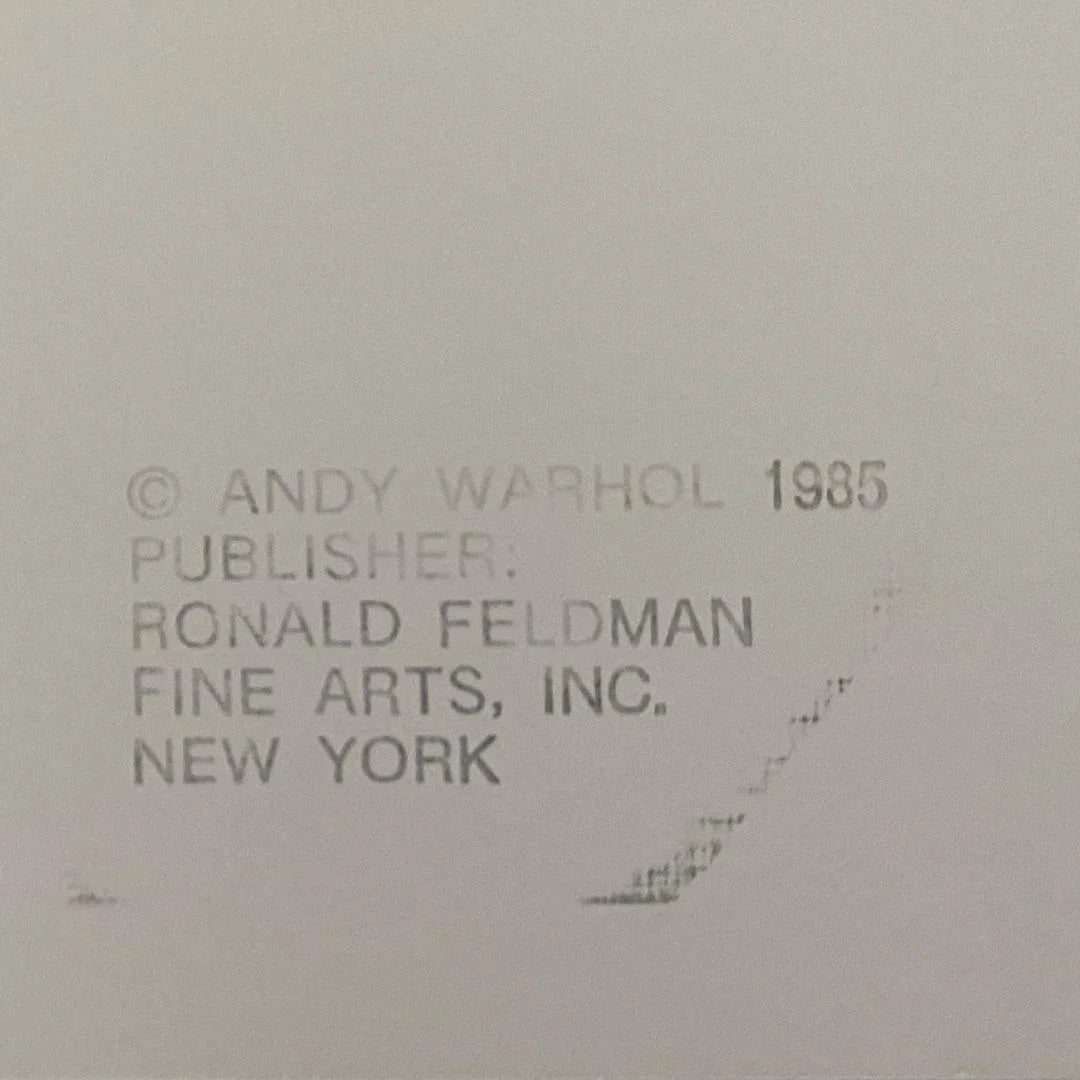 © ANDY WARHOL 1985
PUBLISHER:
RONALD FELDMAN
FINE ARTS, INC.
NEW YORK